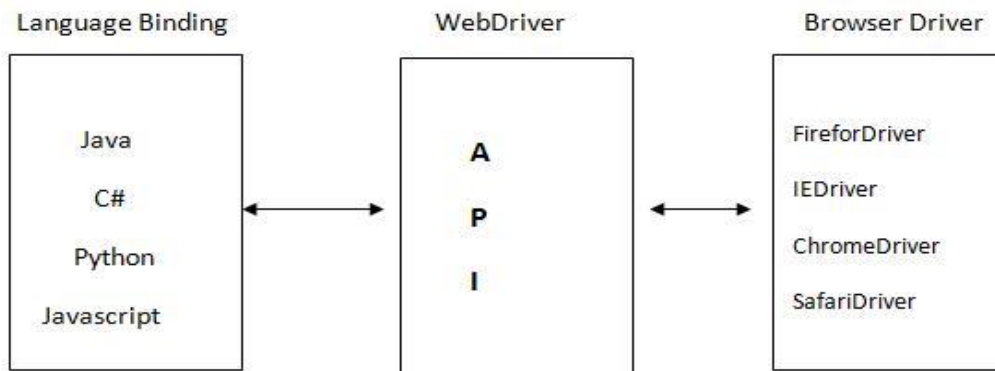 Language Binding
WebDriver
Browser Driver
Java
C#
Python
Javascript
A
P
I
FireforDriver
IEDriver
ChromeDriver
SafariDriver